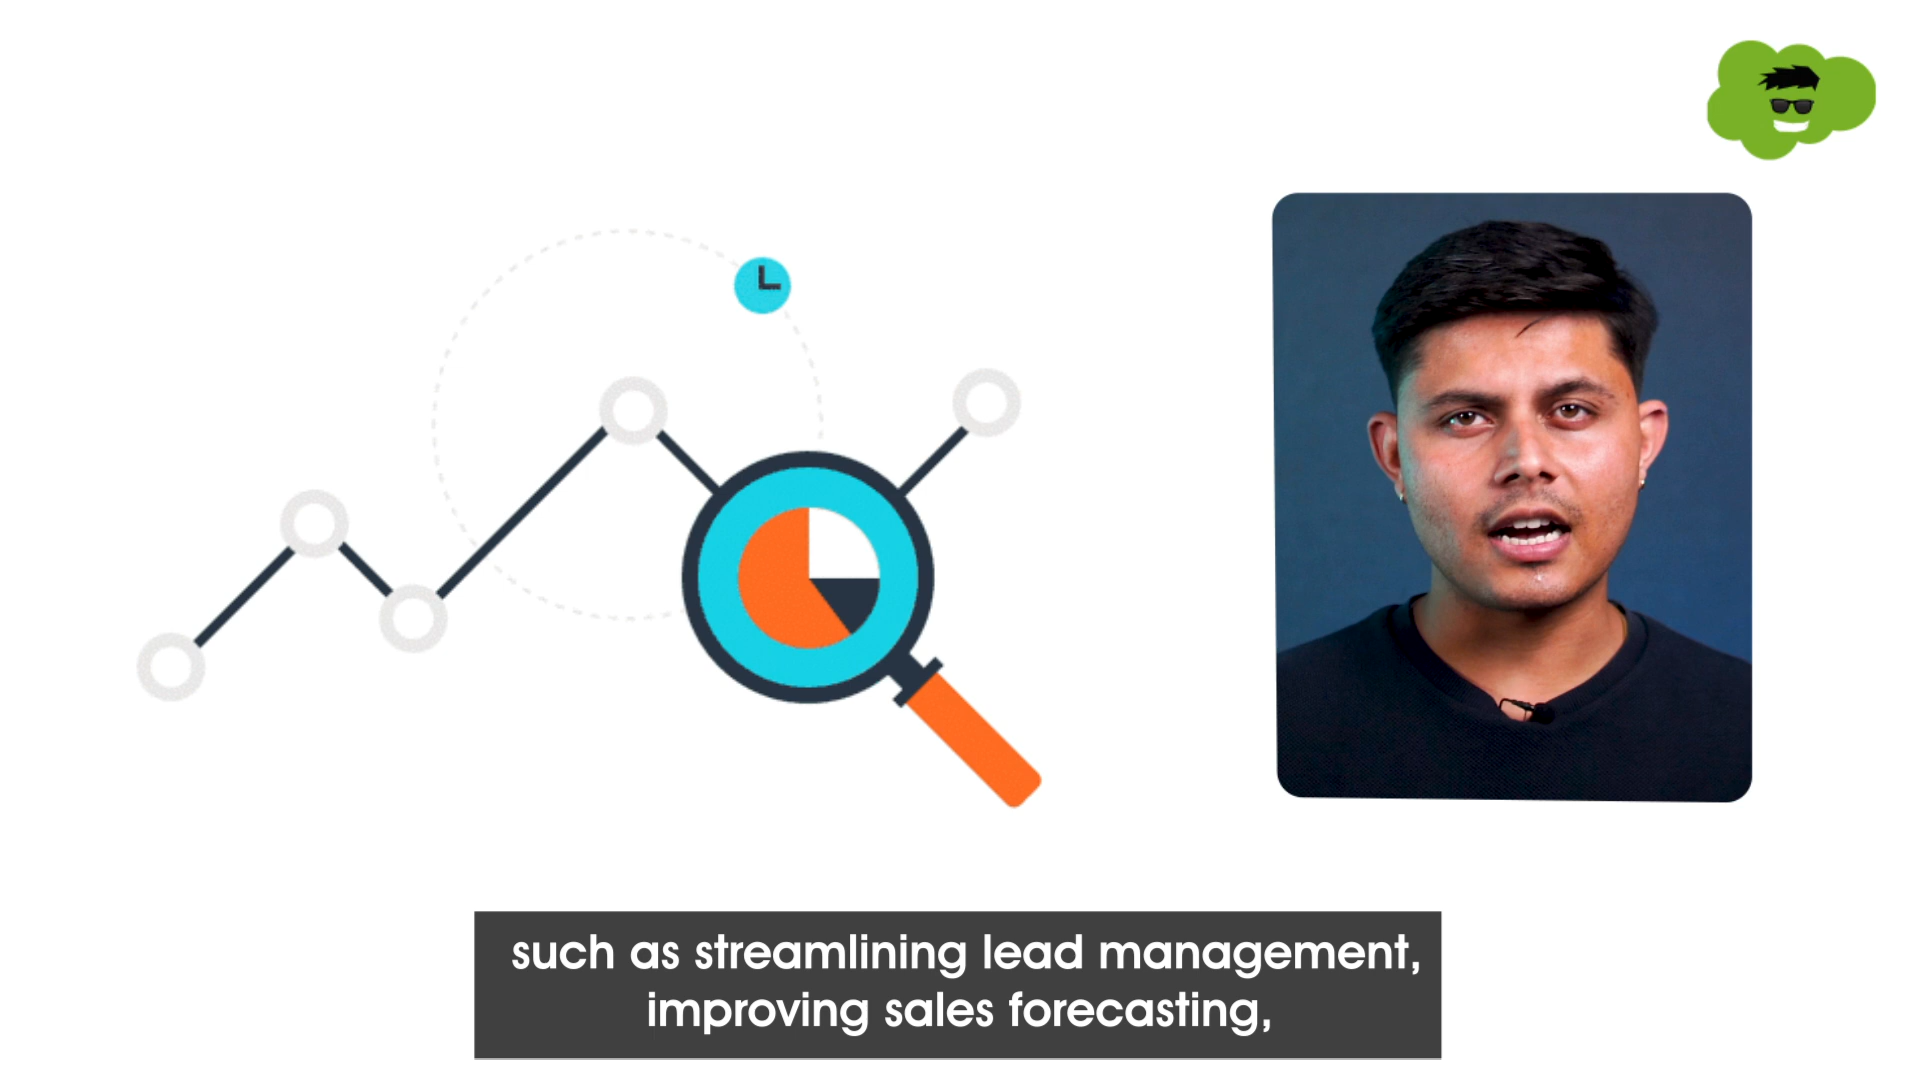 such as streamlining lead management,
improving sales forecasting,